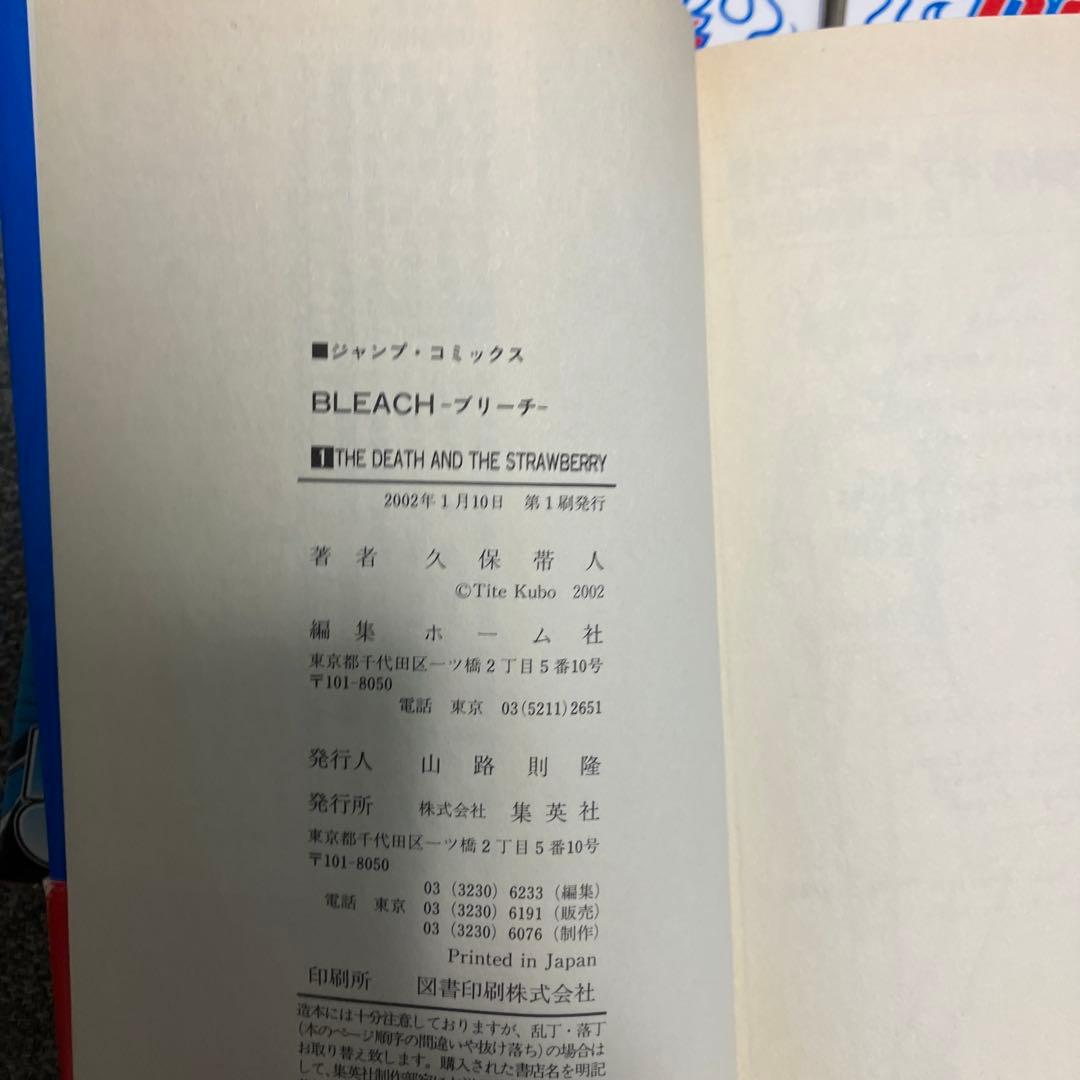 ■ジャンプ・コミックス
BLEACH-ブリーチ-
1 THE DEATH AND THE STRAWBERRY
2002年1月10日 第1刷発行
著者 久保帯人
©Tite Kubo 2002
編集 ホーム社
東京都千代田区一ツ橋2丁目5番10号
〒101-8050
電話 東京 03(5211)2651
発行人 山路則隆
発行所 株式会社 集英社
東京都千代田区一ツ橋2丁目5番10号
〒101-8050
03(3230)6233(編集)
電話 東京 03(3230)6191(販売)
03(3230)6076(制作)
Printed in Japan
印刷所 図書印刷株式会社
造本には十分注意しておりますが、乱丁・落丁
(本のページ順序の間違いや抜け落ち)の場合は
お取り替え致します。購入された書店名を明記
して、集英社制作部宛に